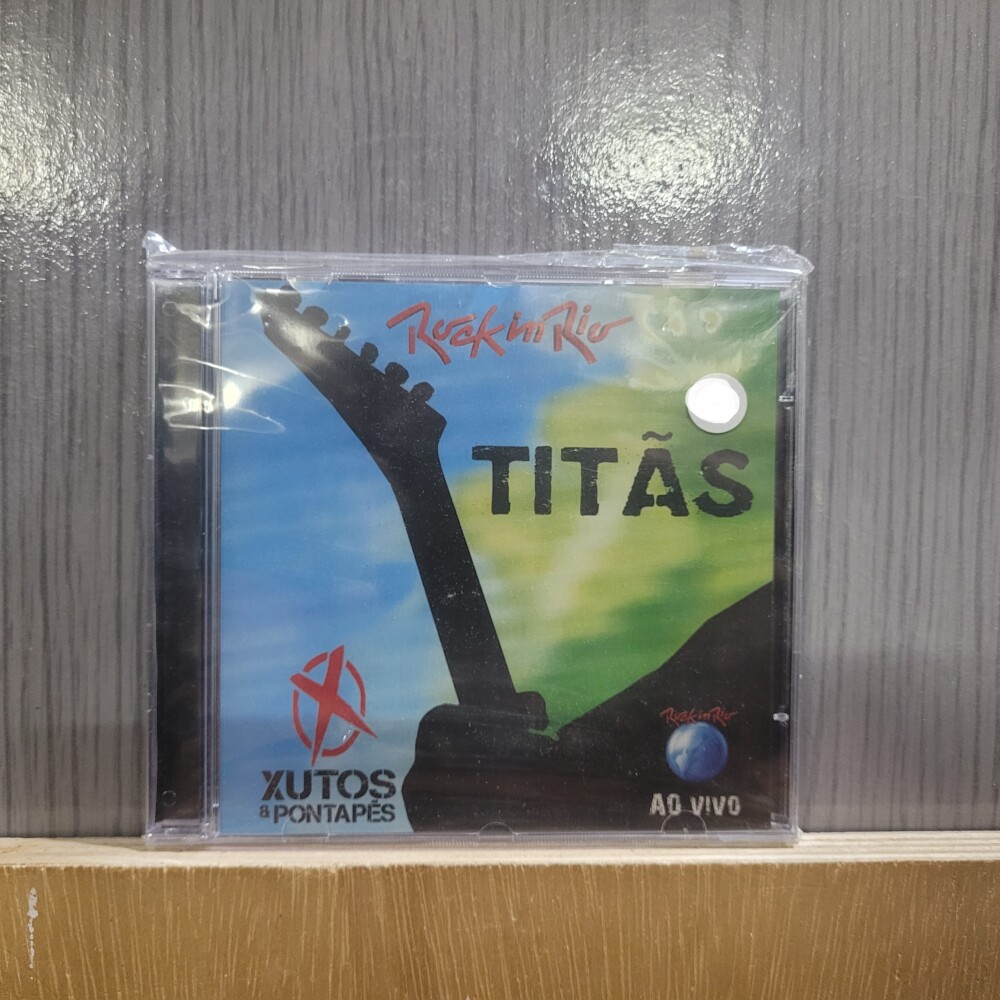 Rock in Rio
TITÃS
XUTOS
& PONTAPÉS
Rock in Rio
AO VIVO